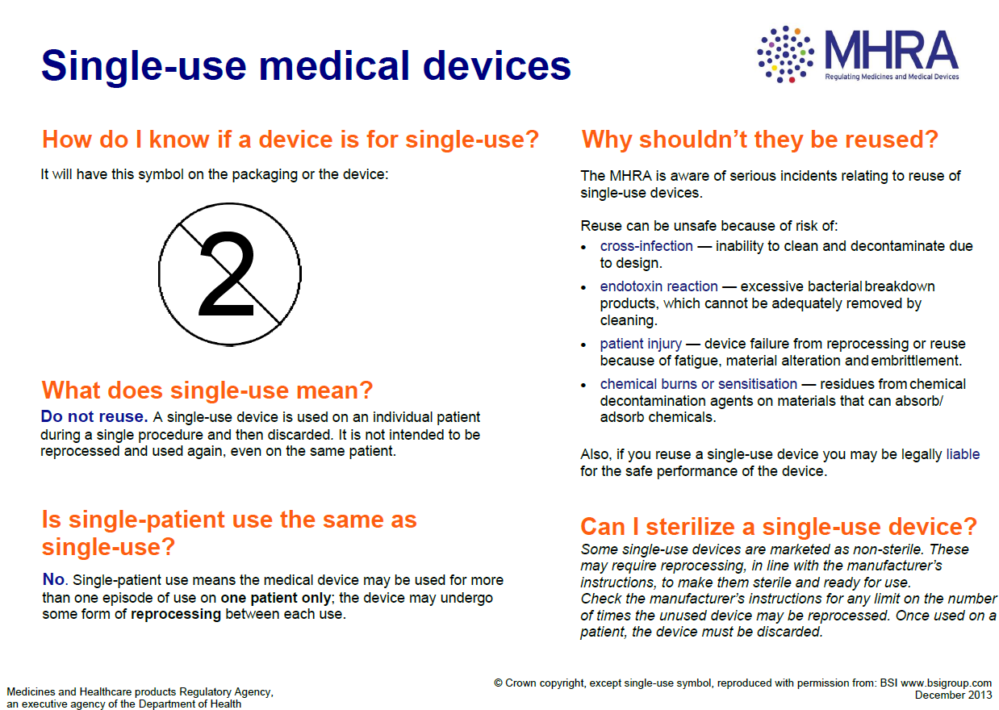 Single-use medical devices
MHRA
Regulating Medicines and Medical Devices
How do I know if a device is for single-use?
It will have this symbol on the packaging or the device:
2
What does single-use mean?
Do not reuse. A single-use device is used on an individual patient
during a single procedure and then discarded. It is not intended to be
reprocessed and used again, even on the same patient.
Is single-patient use the same as
single-use?
No. Single-patient use means the medical device may be used for more
than one episode of use on one patient only; the device may undergo
some form of reprocessing between each use.
Why shouldn’t they be reused?
The MHRA is aware of serious incidents relating to reuse of
single-use devices.
Reuse can be unsafe because of risk of:
• cross-infection — inability to clean and decontaminate due
to design.
• endotoxin reaction — excessive bacterial breakdown
products, which cannot be adequately removed by
cleaning.
• patient injury — device failure from reprocessing or reuse
because of fatigue, material alteration and embrittlement.
• chemical burns or sensitisation — residues from chemical
decontamination agents on materials that can absorb/
adsorb chemicals.
Also, if you reuse a single-use device you may be legally liable
for the safe performance of the device.
Can I sterilize a single-use device?
Some single-use devices are marketed as non-sterile. These
may require reprocessing, in line with the manufacturer’s
instructions, to make them sterile and ready for use.
Check the manufacturer’s instructions for any limit on the number
of times the unused device may be reprocessed. Once used on a
patient, the device must be discarded.
Medicines and Healthcare products Regulatory Agency,
an executive agency of the Department of Health
© Crown copyright, except single-use symbol, reproduced with permission from: BSI www.bsigroup.com
December 2013